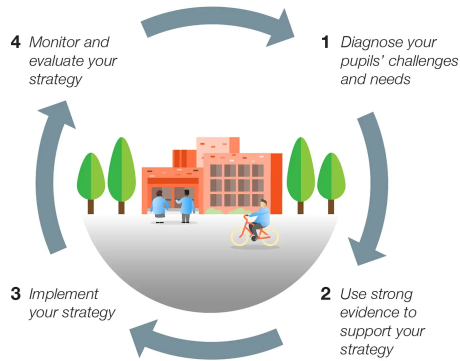 1 Diagnose your
pupils' challenges
and needs
2 Use strong
evidence to
support your
strategy
3 Implement
your strategy
4 Monitor and
evaluate your
strategy